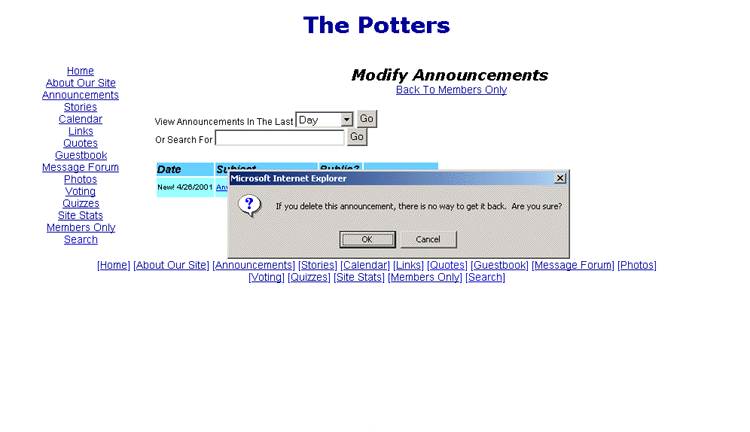 The Potters
Home
About Our Site
Announcements
Stories
Calendar
Links
Quotes
Guestbook
Message Forum
Photos
Voting
Quizzes
Site Stats
Members Only
Search
Modify Announcements
Back To Members Only
View Announcements In The Last Day Go
Or Search For Go
Date Subject Public?
New! 4/26/2001
Microsoft Internet Explorer
If you delete this announcement, there is no way to get it back. Are you sure?
OK Cancel
[Home] [About Our Site] [Announcements] [Stories] [Calendar] [Links] [Quotes] [Guestbook] [Message Forum] [Photos]
[Voting] [Quizzes] [Site Stats] [Members Only] [Search]